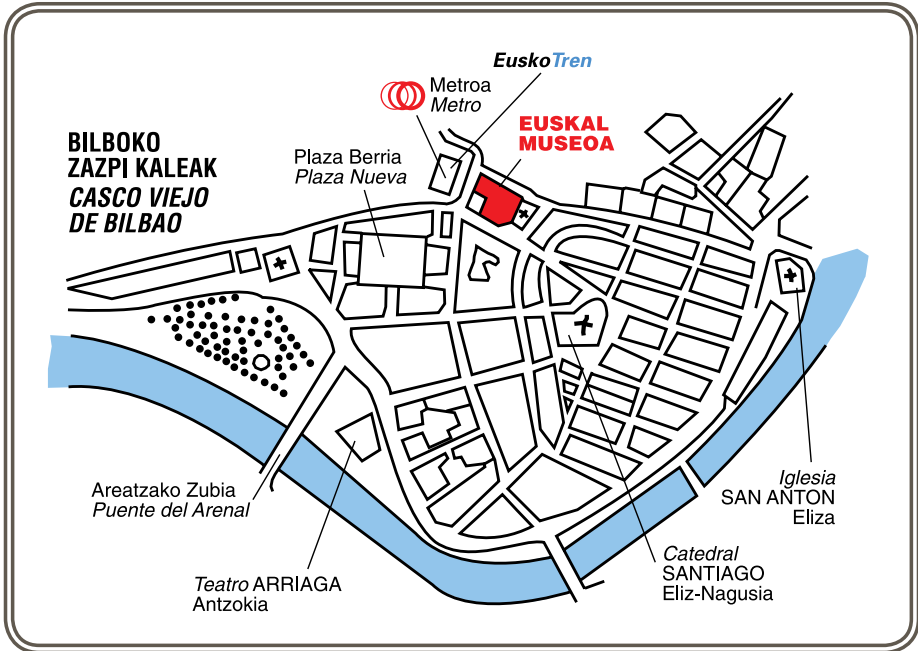 EuskoTren
Metroa
Metro
EUSKAL
MUSEOA
BILBOKO
ZAZPI KALEAK
CASCO VIEJO
DE BILBAO
Plaza Berria
Plaza Nueva
Areatzako Zubia
Puente del Arenal
Teatro ARRIAGA
Antzokia
Catedral
SANTIAGO
Eliz-Nagusia
Iglesia
SAN ANTON
Eliza